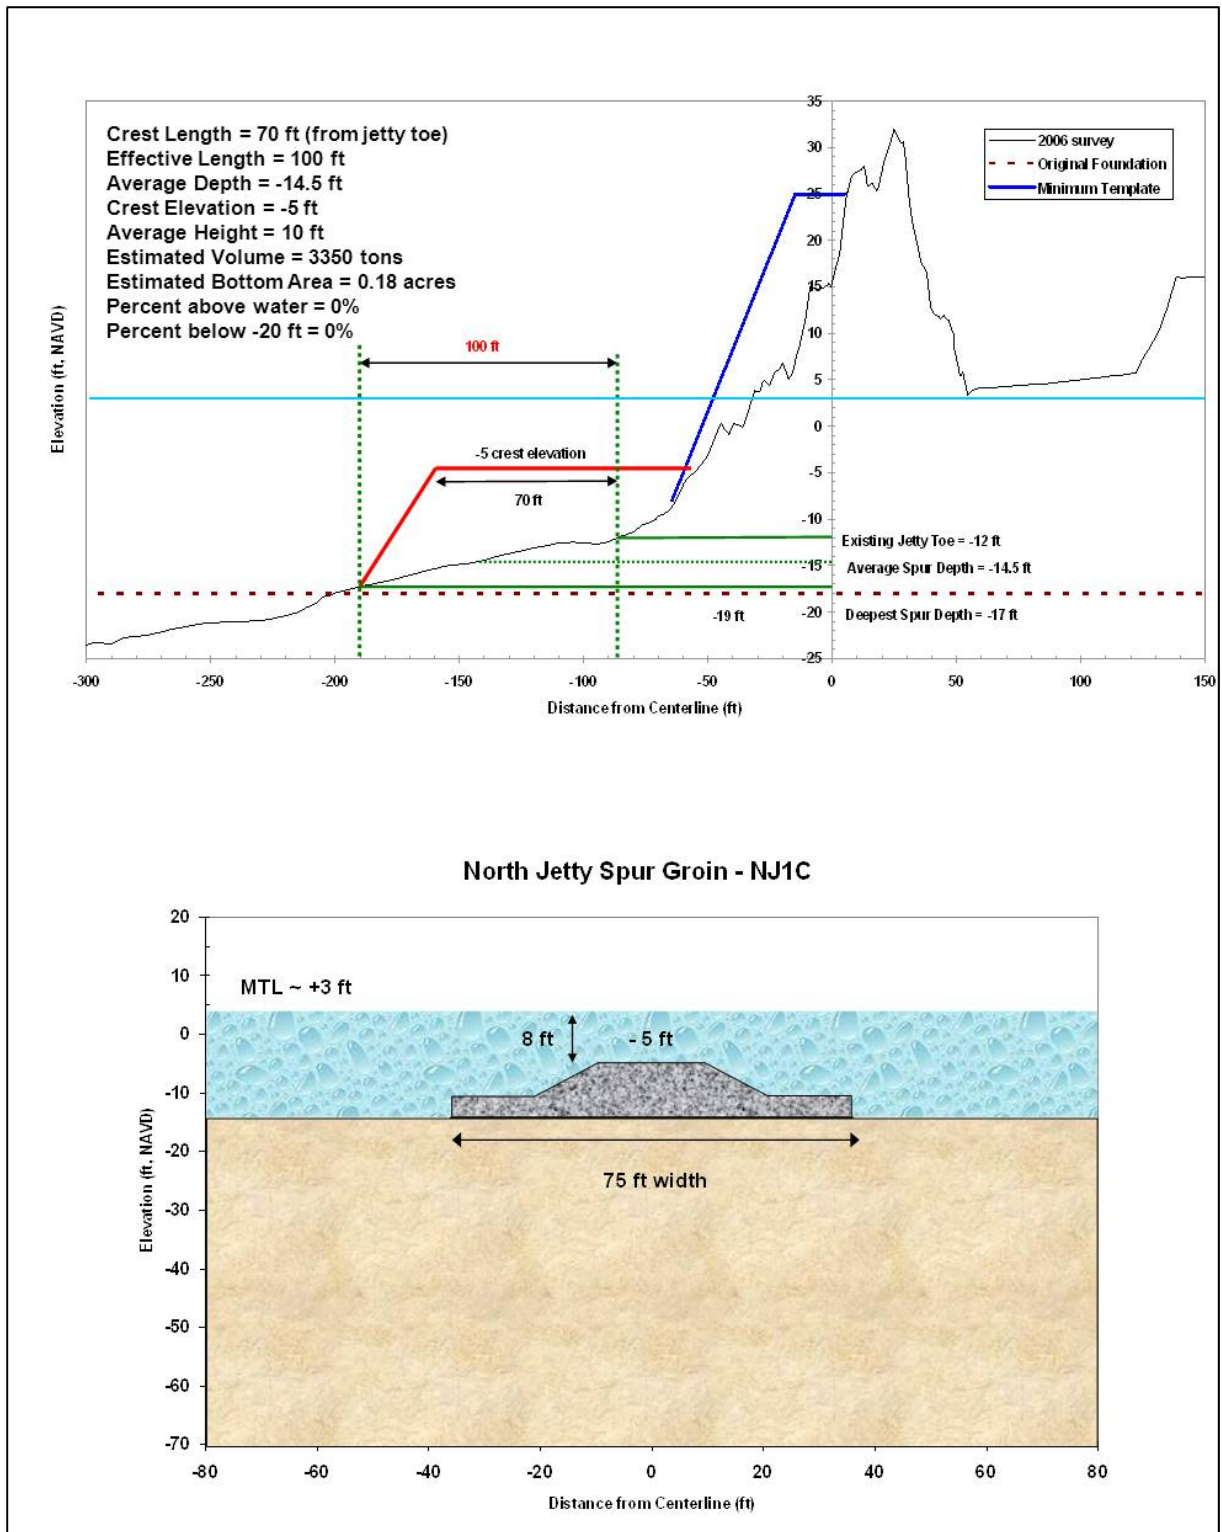 Crest Length = 70 ft (from jetty toe)
Effective Length = 100 ft
Average Depth = -14.5 ft
Crest Elevation = -5 ft
Average Height = 10 ft
Estimated Volume = 3350 tons
Estimated Bottom Area = 0.18 acres
Percent above water = 0%
Percent below -20 ft = 0%
2006 survey
Original Foundation
Minimum Template
100 ft
-5 crest elevation
70 ft
Existing Jetty Toe = -12 ft
Average Spur Depth = -14.5 ft
-19 ft
Deepest Spur Depth = -17 ft
35
30
25
20
15
10
5
0
-5
-10
-15
-20
-25
Elevation (ft, NAVD)
-300 -250 -200 -150 -100 -50 0 50 100 150
Distance from Centerline (ft)
North Jetty Spur Groin - NJ1C
20
10
0
-10
-20
-30
-40
-50
-60
-70
Elevation (ft, NAVD)
MTL ~ +3 ft
8 ft
- 5 ft
75 ft width
-80 -60 -40 -20 0 20 40 60 80
Distance from Centerline (ft)